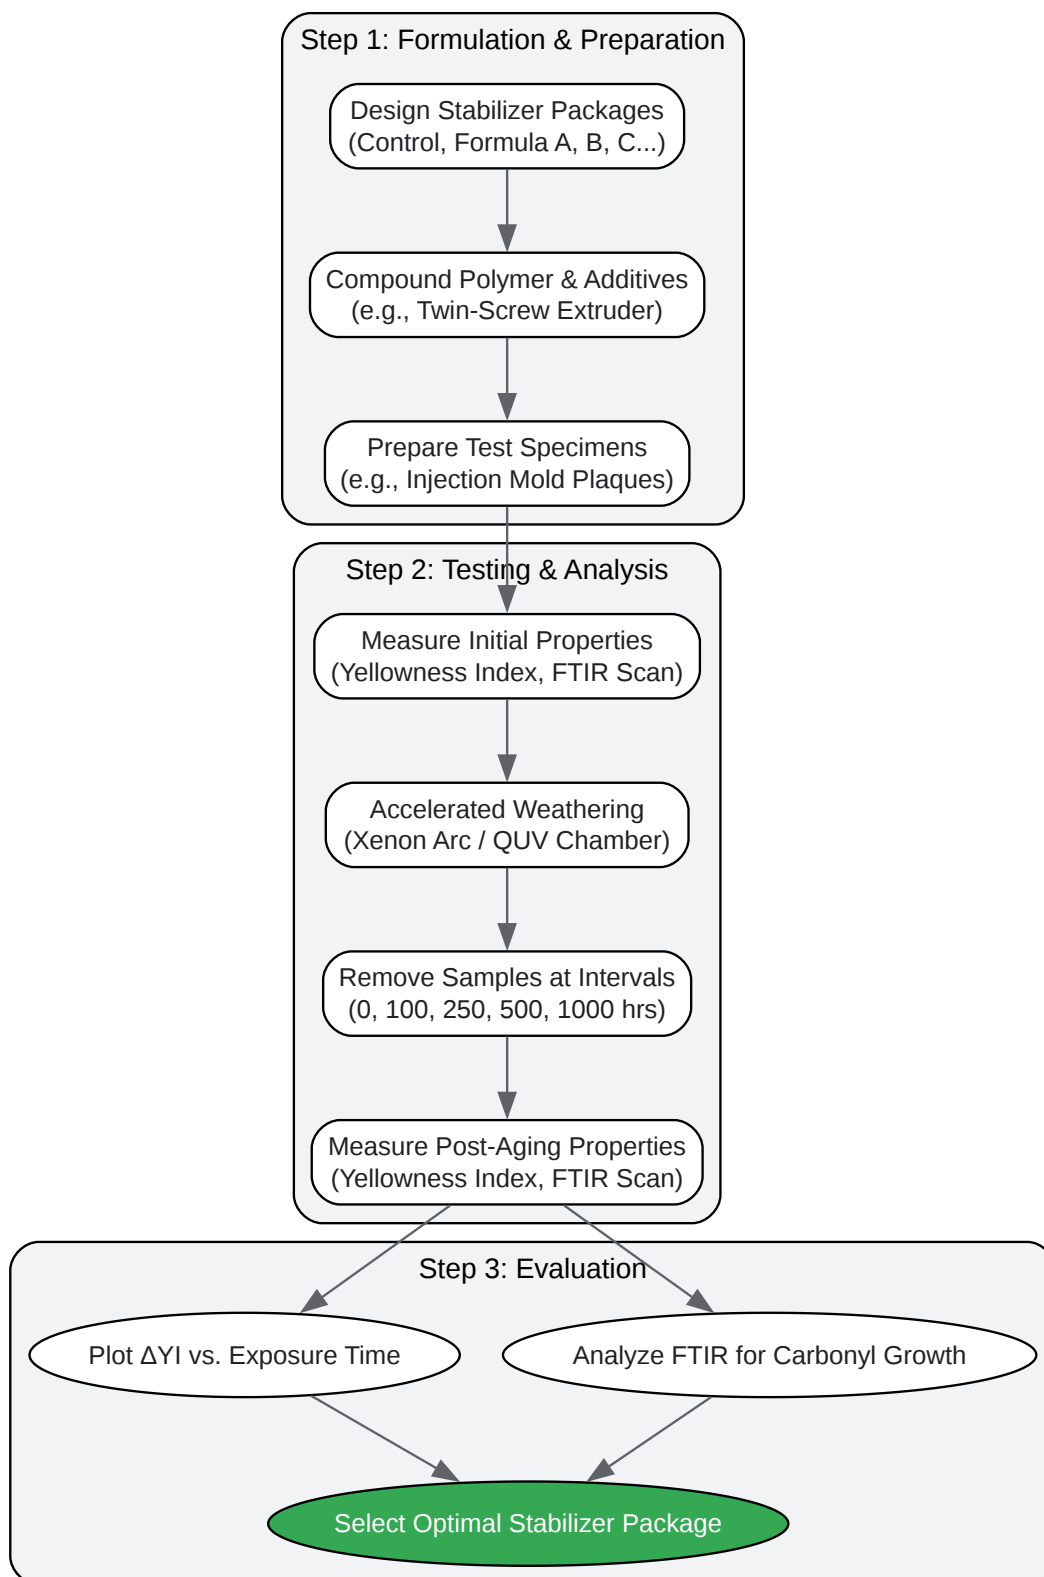 Step 1: Formulation & Preparation
Design Stabilizer Packages
(Control, Formula A, B, C...)
Compound Polymer & Additives
(e.g., Twin-Screw Extruder)
Prepare Test Specimens
(e.g., Injection Mold Plaques)
Step 2: Testing & Analysis
Measure Initial Properties
(Yellowness Index, FTIR Scan)
Accelerated Weathering
(Xenon Arc / QUV Chamber)
Remove Samples at Intervals
(0, 100, 250, 500, 1000 hrs)
Measure Post-Aging Properties
(Yellowness Index, FTIR Scan)
Step 3: Evaluation
Plot ΔYI vs. Exposure Time
Analyze FTIR for Carbonyl Growth
Select Optimal Stabilizer Package